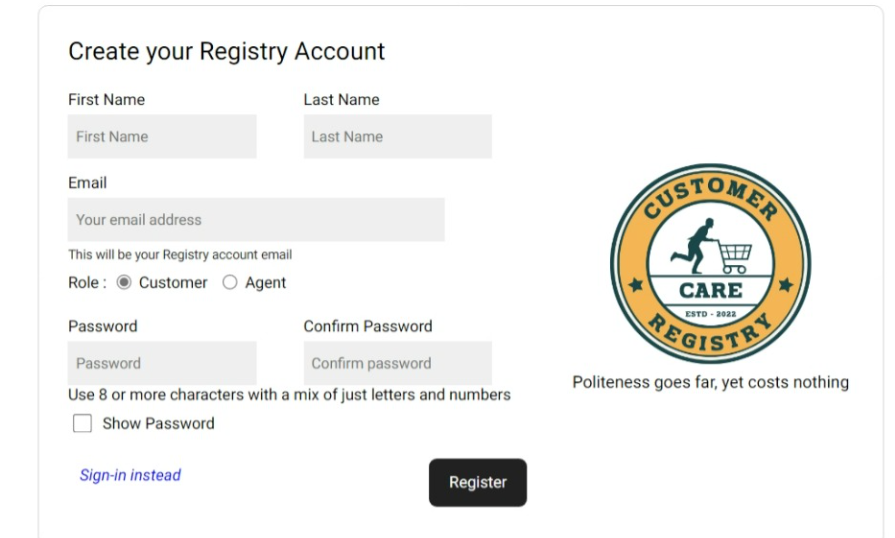 Create your Registry Account
First Name Last Name
First Name Last Name
Email
Your email address
This will be your Registry account email
Role : Customer Agent
Password Confirm Password
Password Confirm password
Use 8 or more characters with a mix of just letters and numbers
Show Password
Sign-in instead Register
CUSTOMER
CARE
ESTD - 2022
REGISTRY
Politeness goes far, yet costs nothing